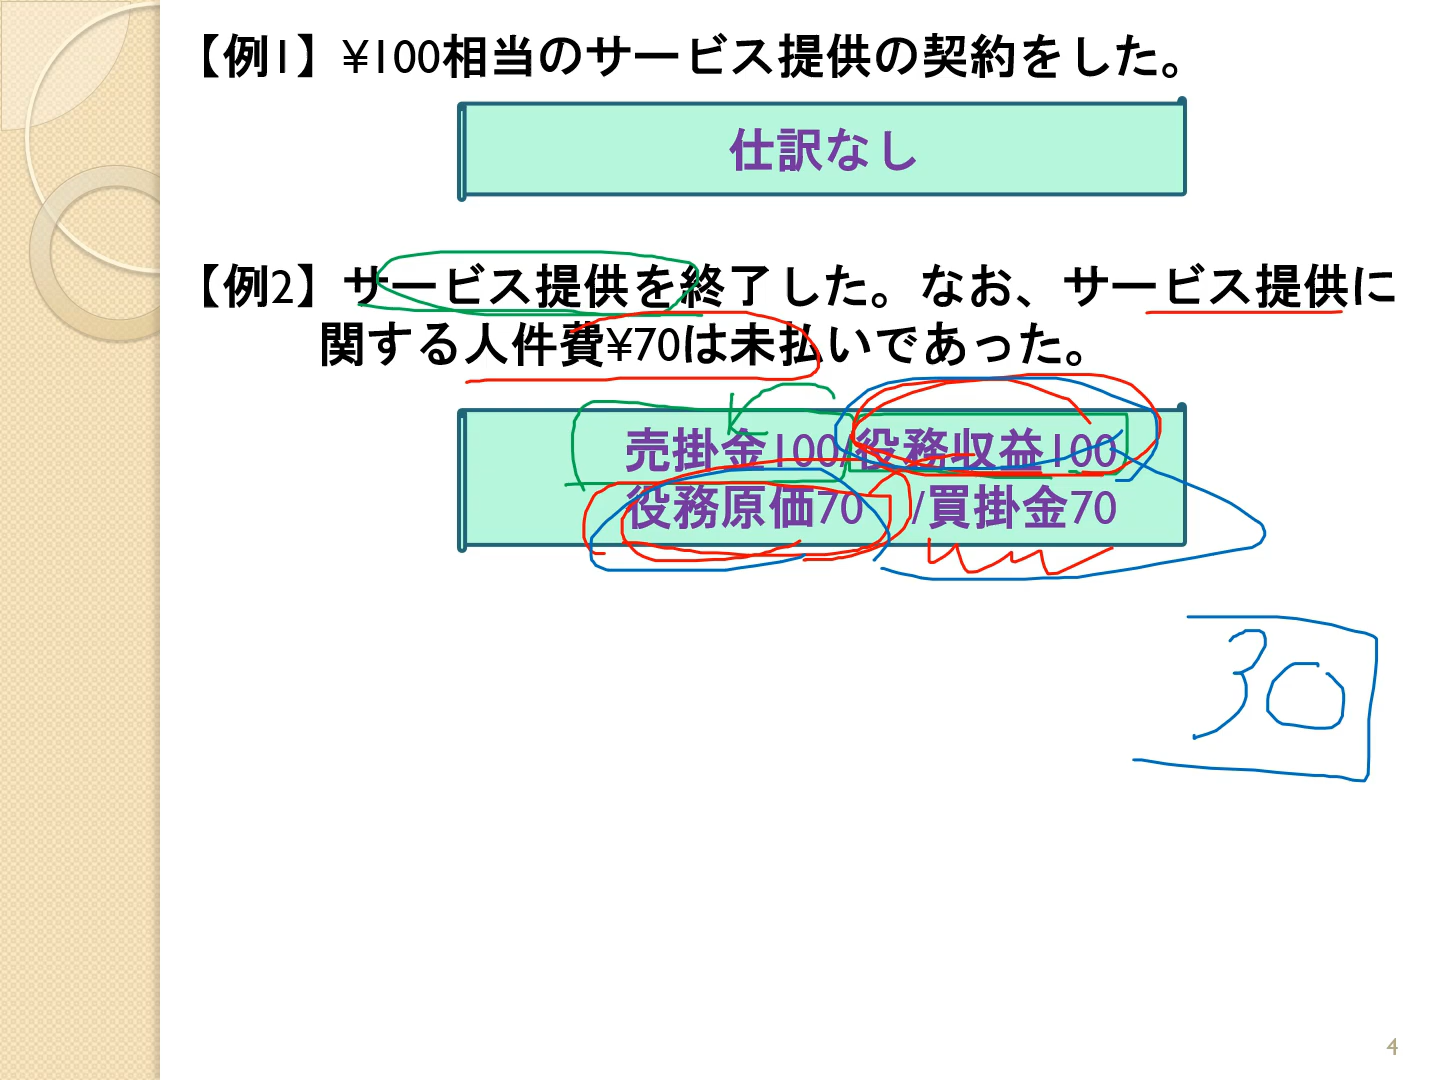 【例1】¥100相当のサービス提供の契約をした。
仕訳なし
【例2】サービス提供を終了した。なお、サービス提供に
関する人件費¥70は未払いであった。
売掛金100/役務収益100
役務原価70 /買掛金70
30
4